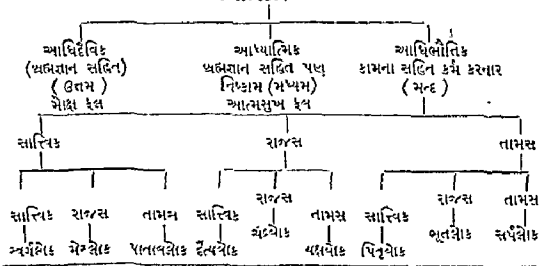 આધિદૈવિક આધ્યાત્મિક આધિભૌતિક
(બ્રહ્મજ્ઞાન સહિત) બ્રહ્મજ્ઞાન સહિત પણ કામના સહિત કર્મ કરનાર
(ઉત્તમ) નિષ્કામ (મધ્યમ) (મન્દ)
મોક્ષ ફલ આત્મસુખ ફલ
સાત્ત્વિક રાજસ તામસ
સાત્ત્વિક રાજસ તામસ સાત્ત્વિક રાજસ તામસ સાત્ત્વિક રાજસ તામસ
સ્વર્ગલોક પાતાલલોક દૈત્યલોક ચંદ્રલોક યક્ષલોક પિતૃલોક ભૂતલોક સર્પલોક